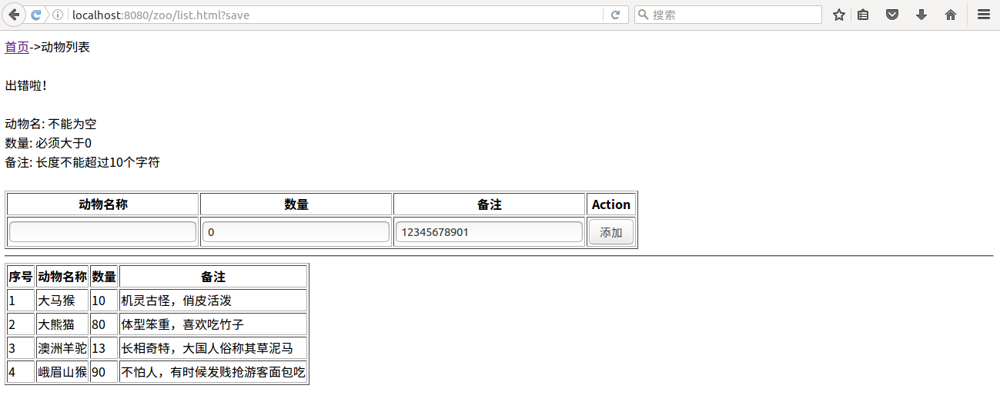 localhost:8080/zoo/list.html?save
搜索
首页->动物列表
出错啦！
动物名: 不能为空
数量: 必须大于0
备注: 长度不能超过10个字符
动物名称 数量 备注 Action
0 12345678901 添加
序号 动物名称 数量 备注
1 大马猴 10 机灵古怪，俏皮活泼
2 大熊猫 80 体型笨重，喜欢吃竹子
3 澳洲羊驼 13 长相奇特，大国人俗称其草泥马
4 峨眉山猴 90 不怕人，有时候发贱抢游客面包吃